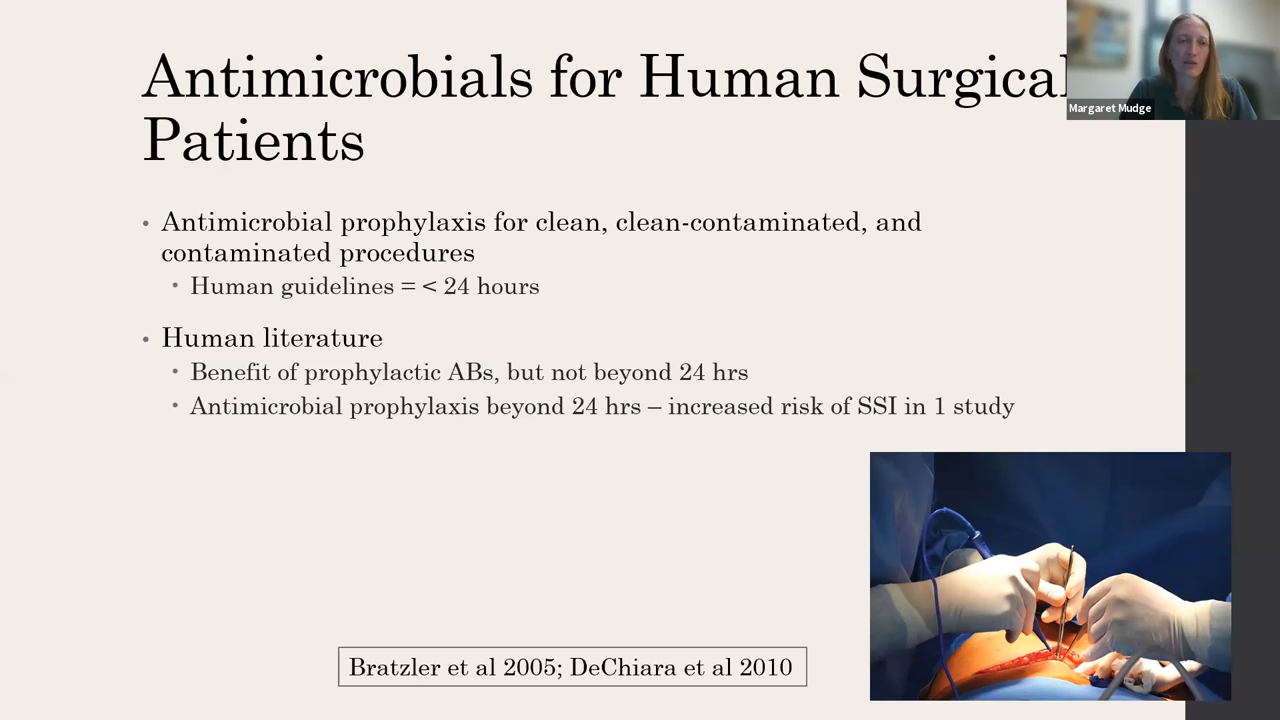 Antimicrobials for Human Surgical
Patients
Margaret Mudge
• Antimicrobial prophylaxis for clean, clean-contaminated, and
contaminated procedures
• Human guidelines = < 24 hours
• Human literature
• Benefit of prophylactic ABs, but not beyond 24 hrs
• Antimicrobial prophylaxis beyond 24 hrs – increased risk of SSI in 1 study
Bratzler et al 2005; DeChiara et al 2010